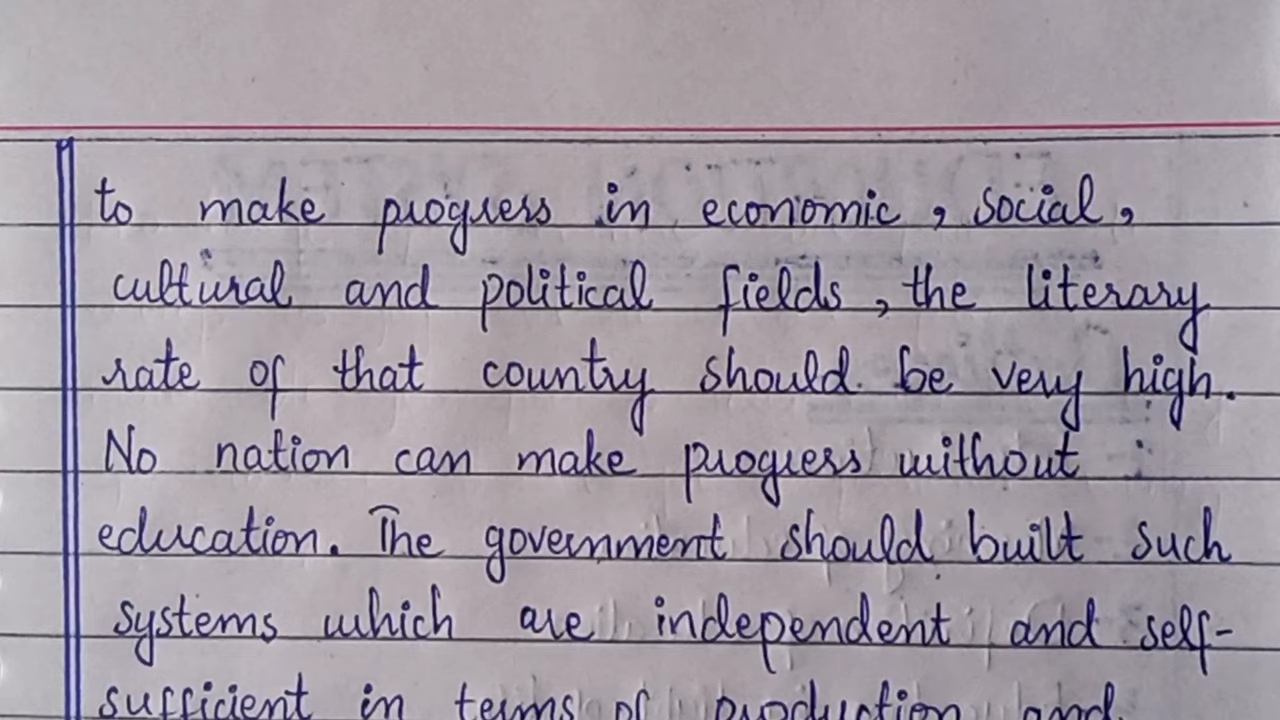 to make progress in economic, social,
cultural and political fields, the literary
rate of that country should be very high.
No nation can make progress without
education. The government should built such
systems which are independent and self-
sufficient in terms of production and